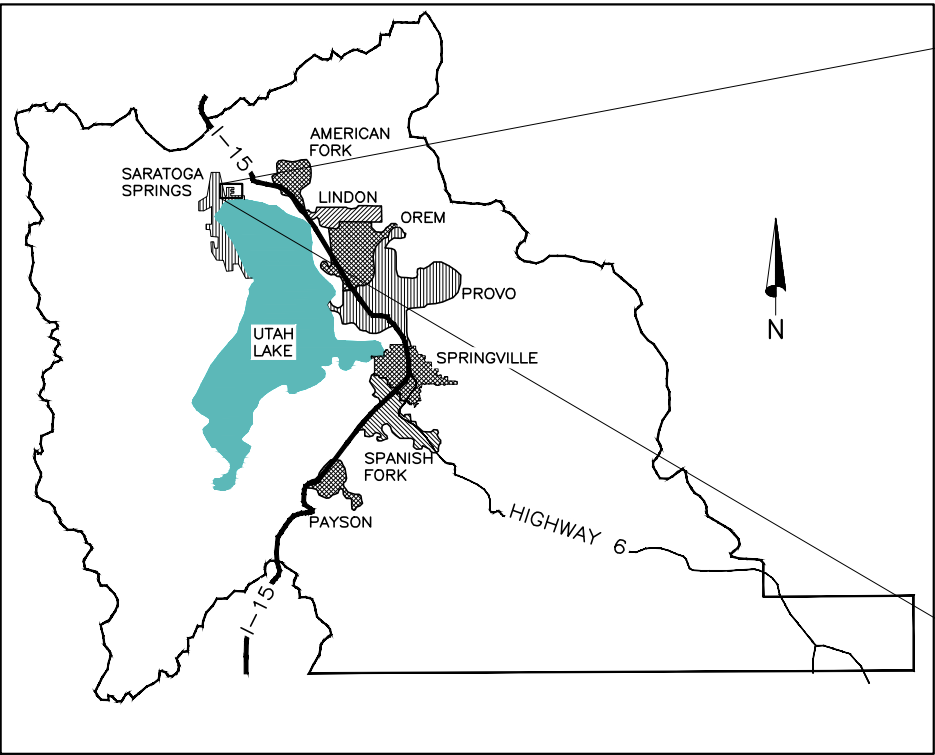 AMERICAN
FORK
I-15
SARATOGA
SPRINGS
LINDON
OREM
PROVO
N
UTAH
LAKE
SPRINGVILLE
SPANISH
FORK
PAYSON
HIGHWAY 6
I-15